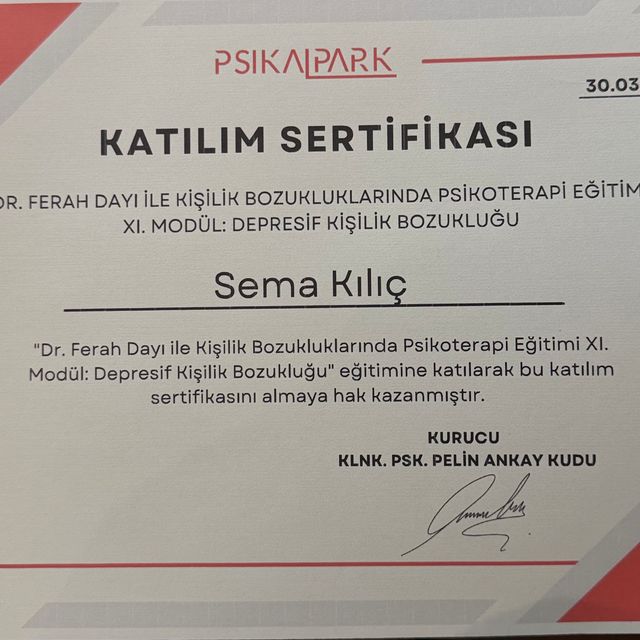 PSIKALPARK
30.03
KATILIM SERTİFİKASI
DR. FERAH DAYI İLE KİŞİLİK BOZUKLUKLARINDA PSİKOTERAPİ EĞİTİM
XI. MODÜL: DEPRESİF KİŞİLİK BOZUKLUĞU
Sema Kılıç
"Dr. Ferah Dayı ile Kişilik Bozukluklarında Psikoterapi Eğitimi XI.
Modül: Depresif Kişilik Bozukluğu" eğitimine katılarak bu katılım
sertifikasını almaya hak kazanmıştır.
KURUCU
KLNK. PSK. PELİN ANKAY KUDU